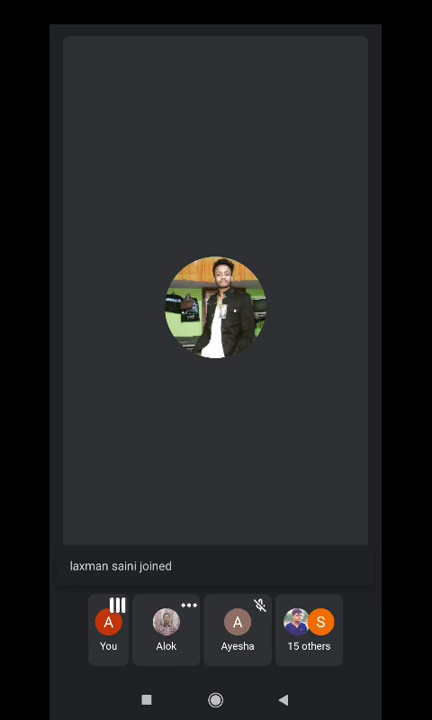 laxman saini joined
A
You
Alok
A
Ayesha
S
15 others